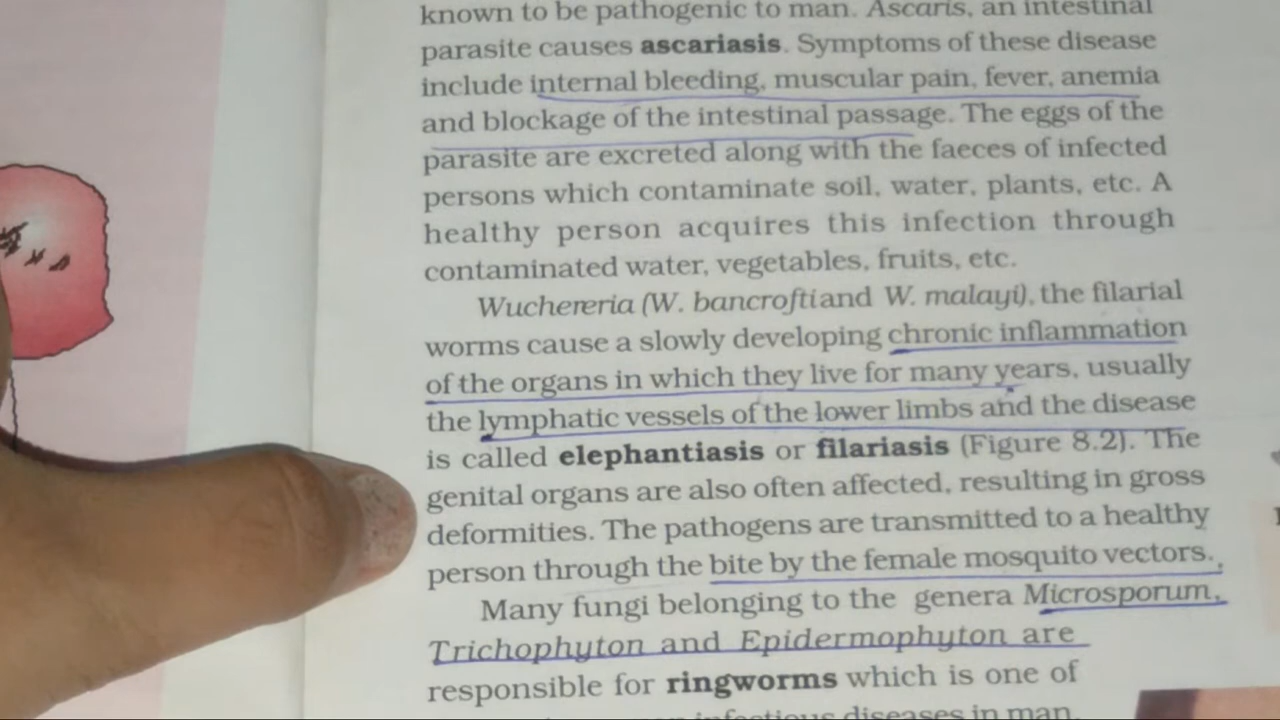 known to be pathogenic to man. Ascaris, an intestinal
parasite causes ascariasis. Symptoms of these disease
include internal bleeding, muscular pain, fever, anemia
and blockage of the intestinal passage. The eggs of the
parasite are excreted along with the faeces of infected
persons which contaminate soil, water, plants, etc. A
healthy person acquires this infection through
contaminated water, vegetables, fruits, etc.
Wuchereria (W. bancrofti and W. malayi), the filarial
worms cause a slowly developing chronic inflammation
of the organs in which they live for many years, usually
the lymphatic vessels of the lower limbs and the disease
is called elephantiasis or filariasis (Figure 8.2). The
genital organs are also often affected, resulting in gross
deformities. The pathogens are transmitted to a healthy
person through the bite by the female mosquito vectors.
Many fungi belonging to the genera Microsporum,
Trichophyton and Epidermophyton are
responsible for ringworms which is one of
infectious diseases in man.